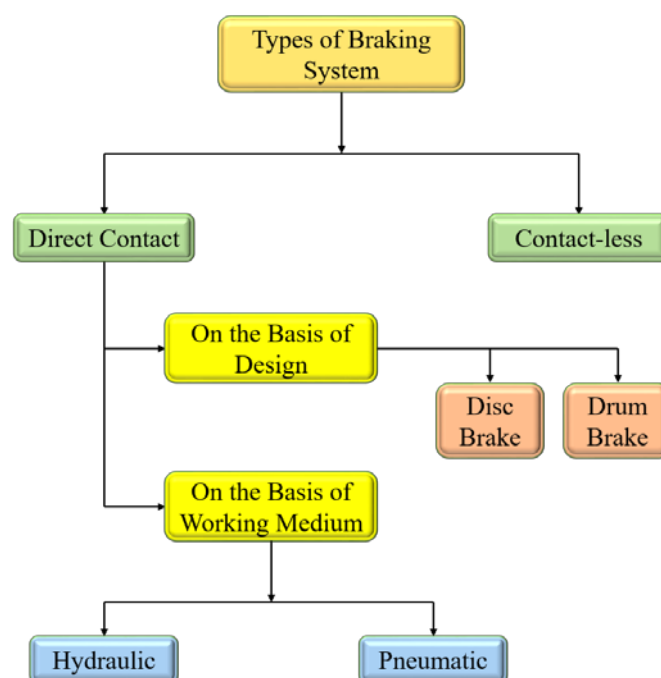 Types of Braking
System
Direct Contact
Contact-less
On the Basis of
Design
Disc
Brake
Drum
Brake
On the Basis of
Working Medium
Hydraulic
Pneumatic